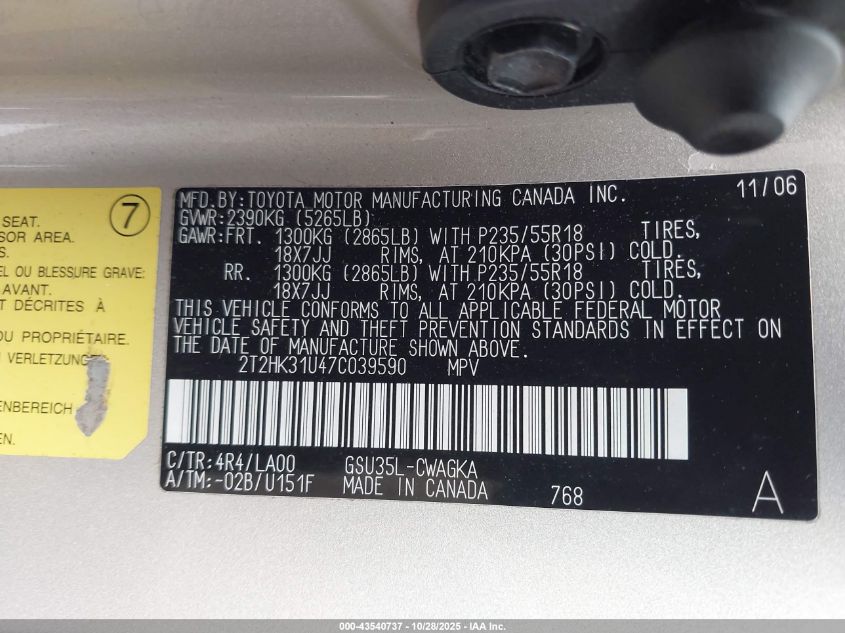 7
SEAT.
SOR AREA.
S.
EL OU BLESSURE GRAVE:
AVANT.
T DÉCRITES À
DU PROPRIÉTAIRE.
N VERLETZUNG
ENBEREICH
EN.
MFD.BY:TOYOTA MOTOR MANUFACTURING CANADA INC. 11/06
GVWR:2390KG (5265LB)
GAWR:FRT. 1300KG (2865LB) WITH P235/55R18 TIRES,
18X7JJ RIMS, AT 210KPA (30PSI) COLD.
RR. 1300KG (2865LB) WITH P235/55R18 TIRES,
18X7JJ RIMS, AT 210KPA (30PSI) COLD.
THIS VEHICLE CONFORMS TO ALL APPLICABLE FEDERAL MOTOR
VEHICLE SAFETY AND THEFT PREVENTION STANDARDS IN EFFECT ON
THE DATE OF MANUFACTURE SHOWN ABOVE.
2T2HK31U47C039590 MPV
C/TR:4R4/LA00 GSU35L-CWAGKA
A/TM:-02B/U151F MADE IN CANADA 768 A
000-43540737 - 10/28/2025 - IAA Inc.